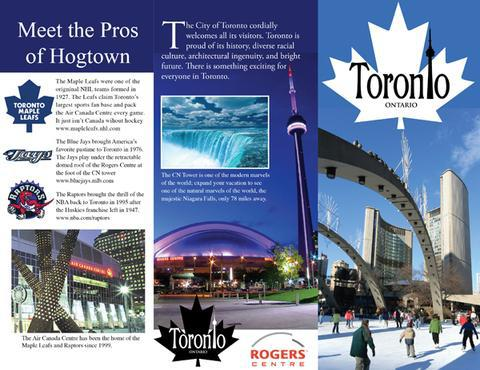 Meet the Pros
of Hogtown
TORONTO
MAPLE
LEAFS
The Maple Leafs were one of the
original NHL teams formed in
1927. The Leafs claim Toronto's
largest sports fan base and pack
the Air Canada Centre every game.
It just isn't Canada wihout hockey
www.mapleleafs.nhl.com
Jays
The Blue Jays brought America's
favorite pastime to Toronto in 1976.
The Jays play under the retractable
domed roof of the Rogers Centre at
the foot of the CN tower
www.bluejays.mlb.com
RAPTORS
The Raptors brought the thrill of the
NBA back to Toronto in 1995 after
the Huskies franchise left in 1947.
www.nba.com/raptors
AIR CANADA CENTRE
The Air Canada Centre has been the home of the
Maple Leafs and Raptors since 1999.
The City of Toronto cordially
welcomes all its visitors. Toronto is
proud of its history, diverse racial
culture, architectural ingenuity, and bright
future. There is something exciting for
everyone in Toronto.
The CN Tower is one of the modern marvels
of the world; expand your vacation to see
one of the natural marvels of the world, the
majestic Niagara Falls, only 78 miles away.
ROGERS CENTRE
Toronto
ONTARIO
ROGERS
CENTRE
Toronto
ONTARIO